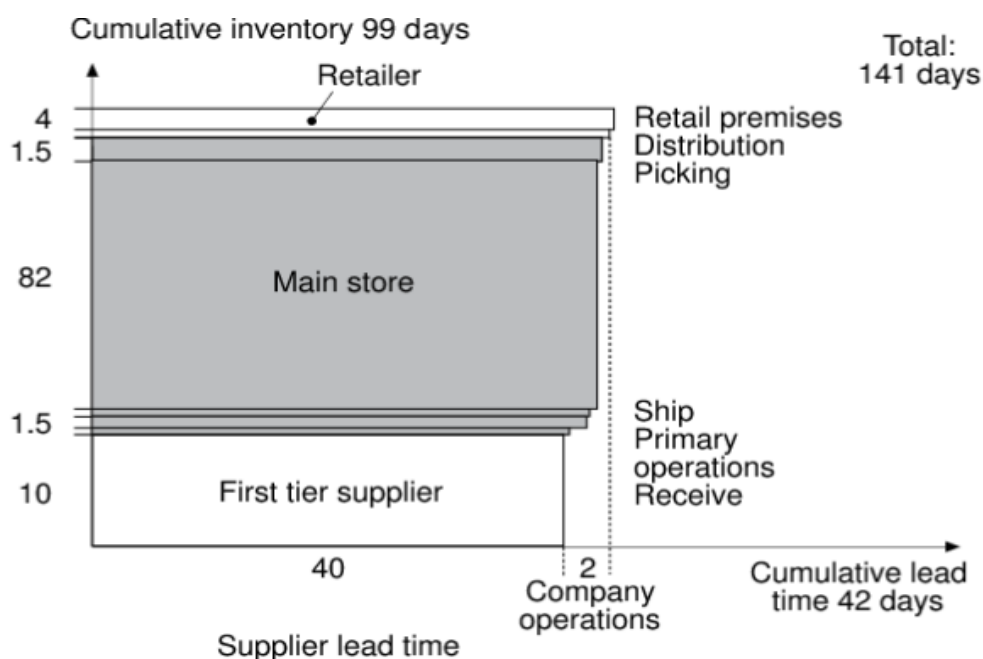 Cumulative inventory 99 days
Total:
141 days
Retailer
4
Retail premises
1.5
Distribution
Picking
82
Main store
1.5
Ship
Primary
operations
Receive
10
First tier supplier
40
2
Company
operations
Cumulative lead
time 42 days
Supplier lead time